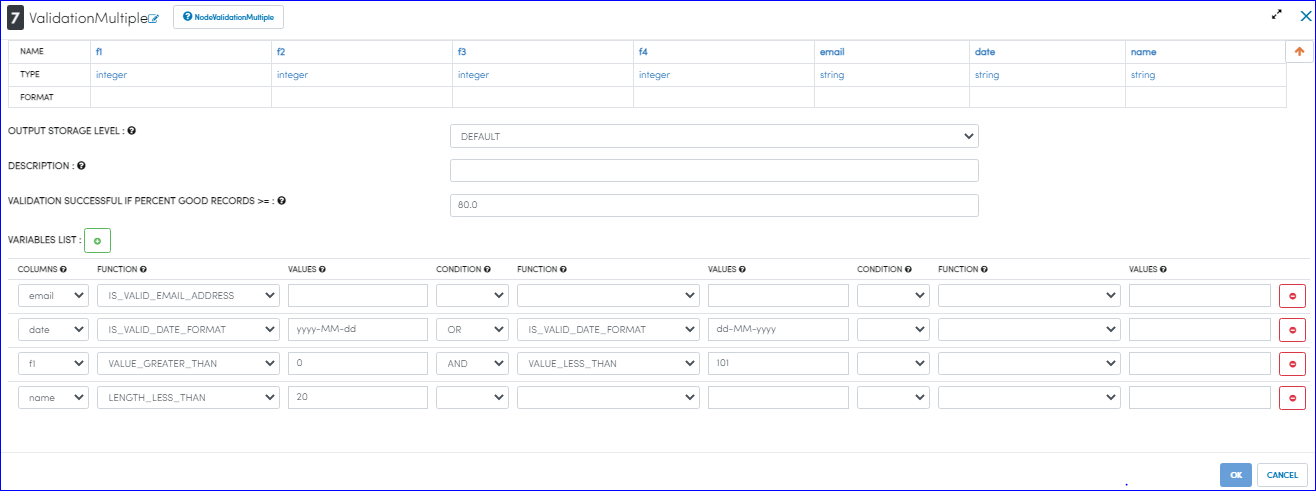 7 ValidationMultiple NodeValidationMultiple
NAME f1 f2 f3 f4 email date name
TYPE integer integer integer integer string string string
FORMAT
OUTPUT STORAGE LEVEL : DEFAULT
DESCRIPTION :
VALIDATION SUCCESSFUL IF PERCENT GOOD RECORDS >= : 80.0
VARIABLES LIST :
COLUMNS FUNCTION VALUES CONDITION FUNCTION VALUES CONDITION FUNCTION VALUES
email IS_VALID_EMAIL_ADDRESS
date IS_VALID_DATE_FORMAT yyyy-MM-dd OR IS_VALID_DATE_FORMAT dd-MM-yyyy
f1 VALUE_GREATER_THAN 0 AND VALUE_LESS_THAN 101
name LENGTH_LESS_THAN 20
OK CANCEL